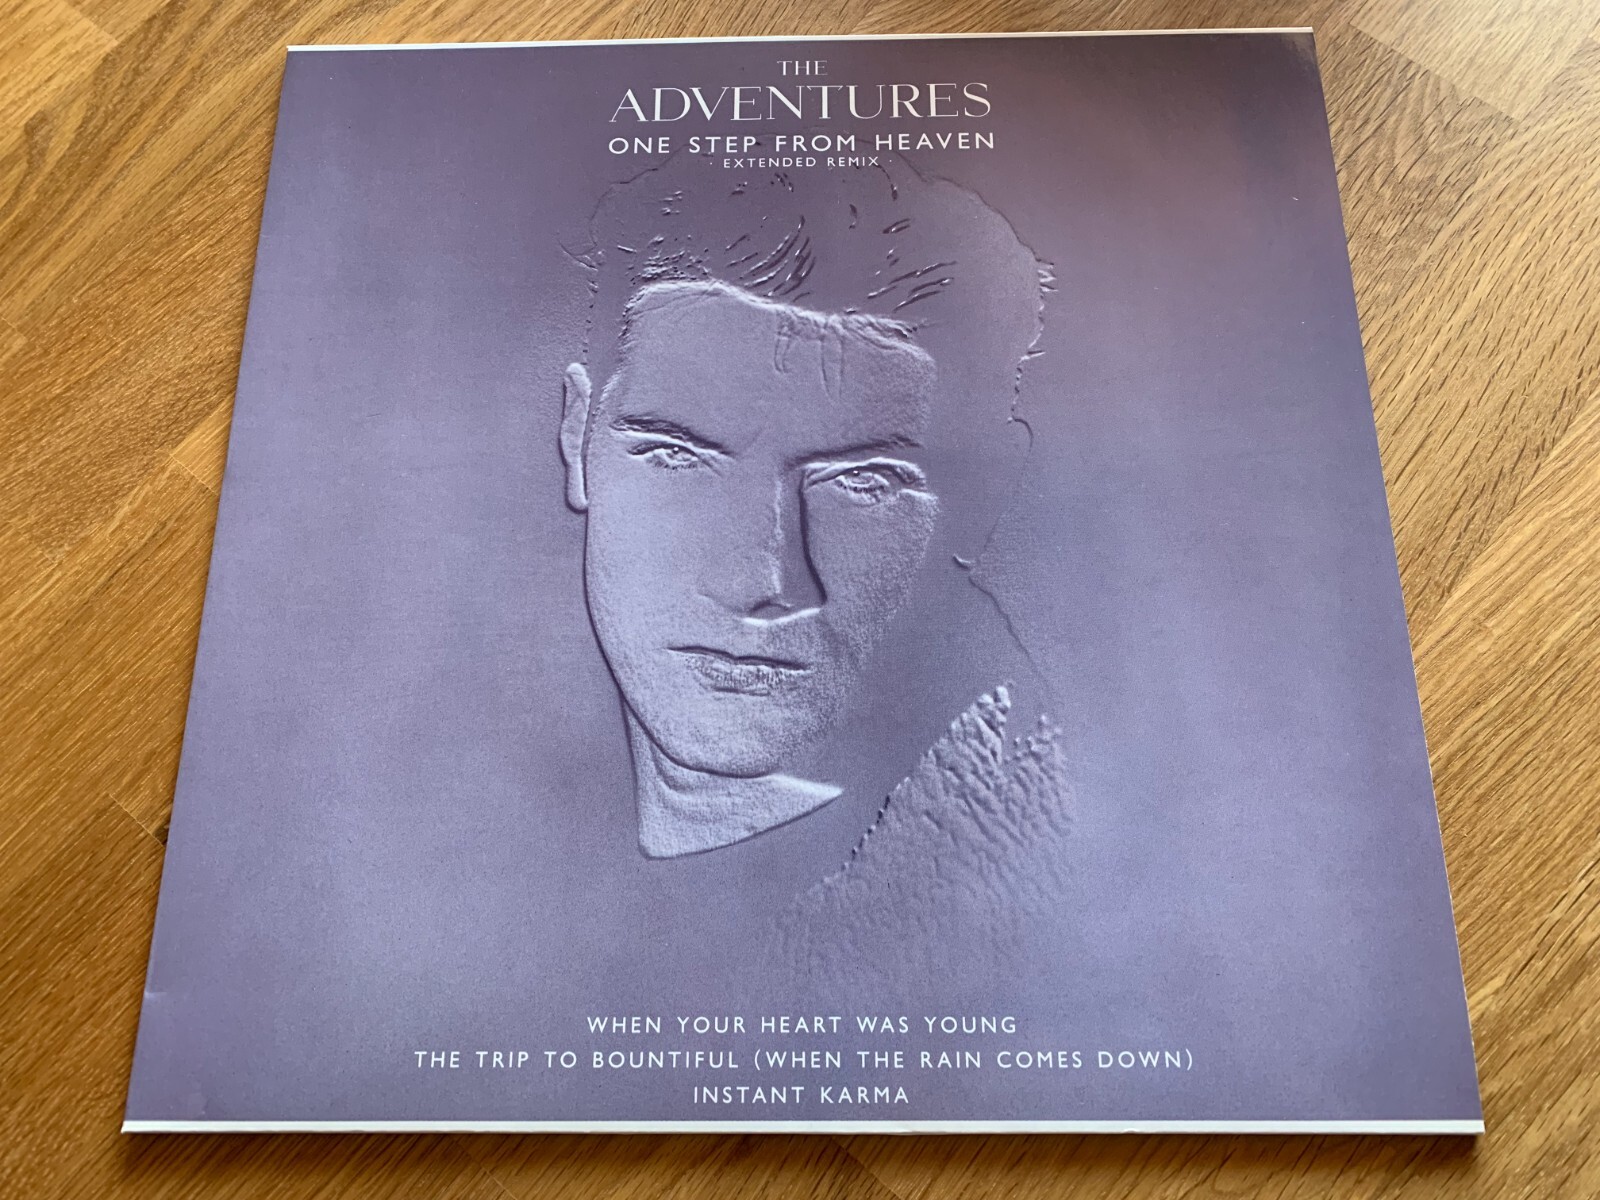 THE
ADVENTURES
ONE STEP FROM HEAVEN
· EXTENDED REMIX ·
WHEN YOUR HEART WAS YOUNG
THE TRIP TO BOUNTIFUL (WHEN THE RAIN COMES DOWN)
INSTANT KARMA